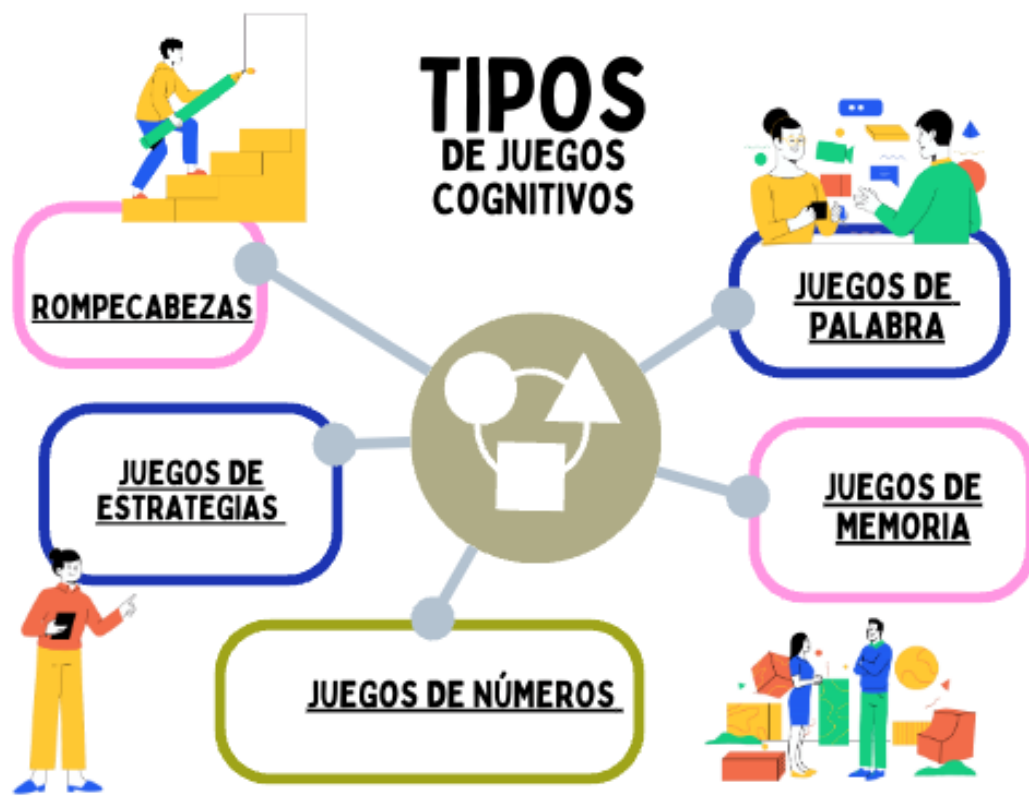 TIPOS
DE JUEGOS
COGNITIVOS
ROMPECABEZAS
JUEGOS DE
PALABRA
JUEGOS DE
ESTRATEGIAS
JUEGOS DE
MEMORIA
JUEGOS DE NÚMEROS